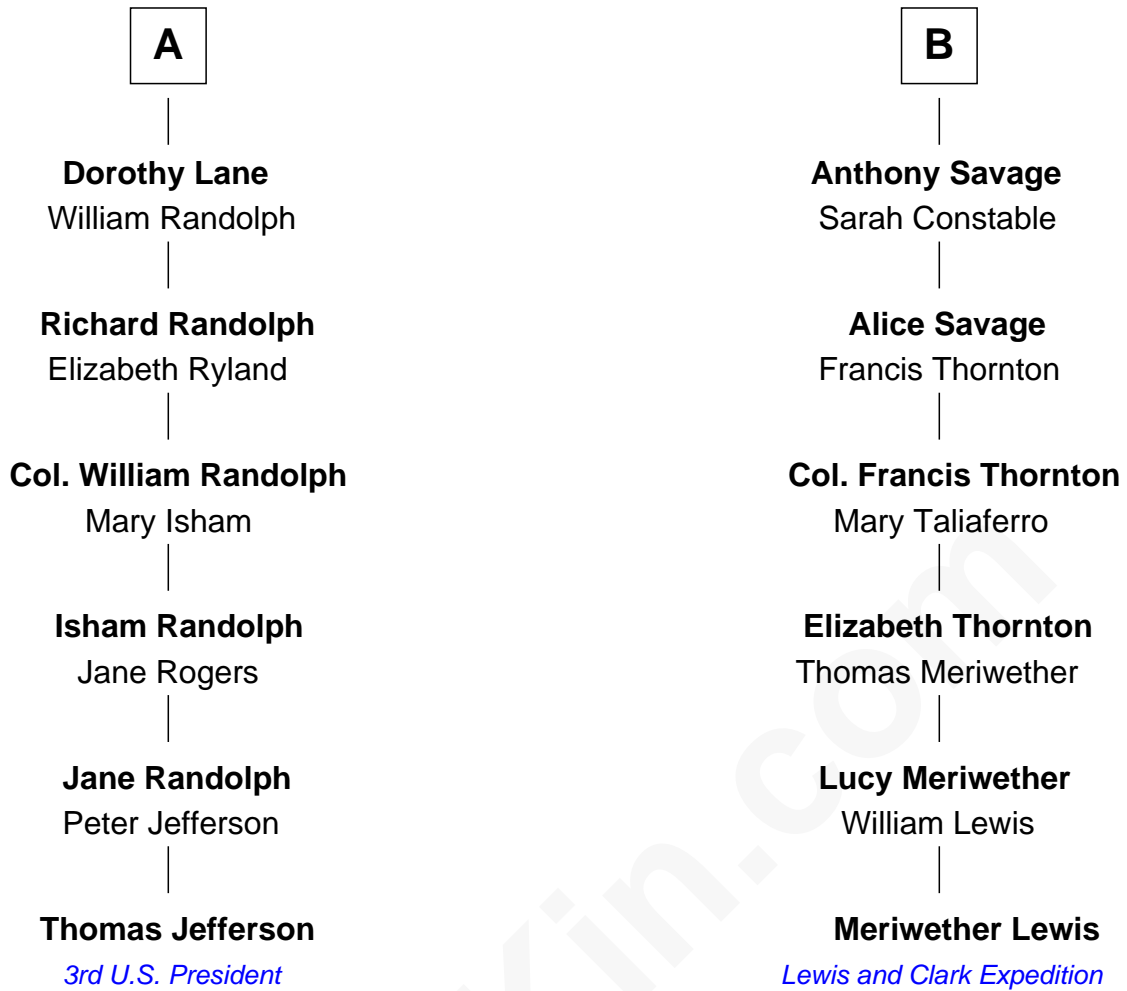 A
Dorothy Lane
William Randolph
Richard Randolph
Elizabeth Ryland
Col. William Randolph
Mary Isham
Isham Randolph
Jane Rogers
Jane Randolph
Peter Jefferson
Thomas Jefferson
3rd U.S. President
B
Anthony Savage
Sarah Constable
Alice Savage
Francis Thornton
Col. Francis Thornton
Mary Taliaferro
Elizabeth Thornton
Thomas Meriwether
Lucy Meriwether
William Lewis
Meriwether Lewis
Lewis and Clark Expedition